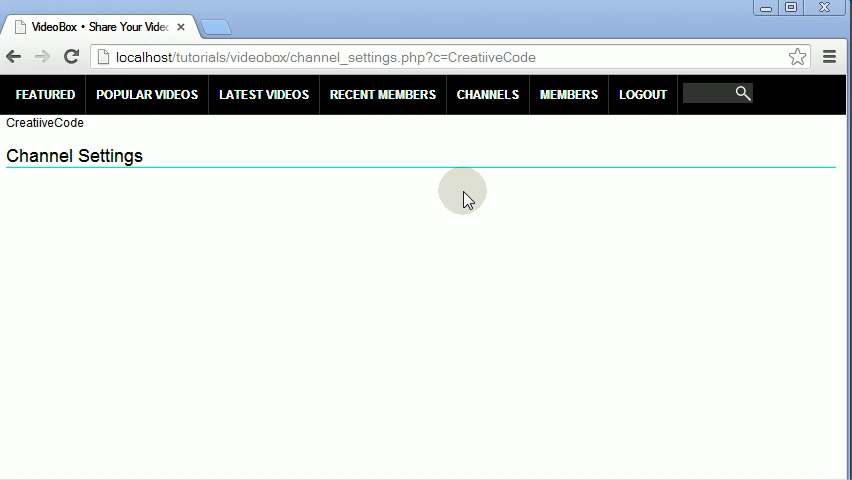 VideoBox • Share Your Videc
localhost/tutorials/videobox/channel_settings.php?c=CreatiiveCode
FEATURED POPULAR VIDEOS LATEST VIDEOS RECENT MEMBERS CHANNELS MEMBERS LOGOUT
CreatiiveCode
Channel Settings